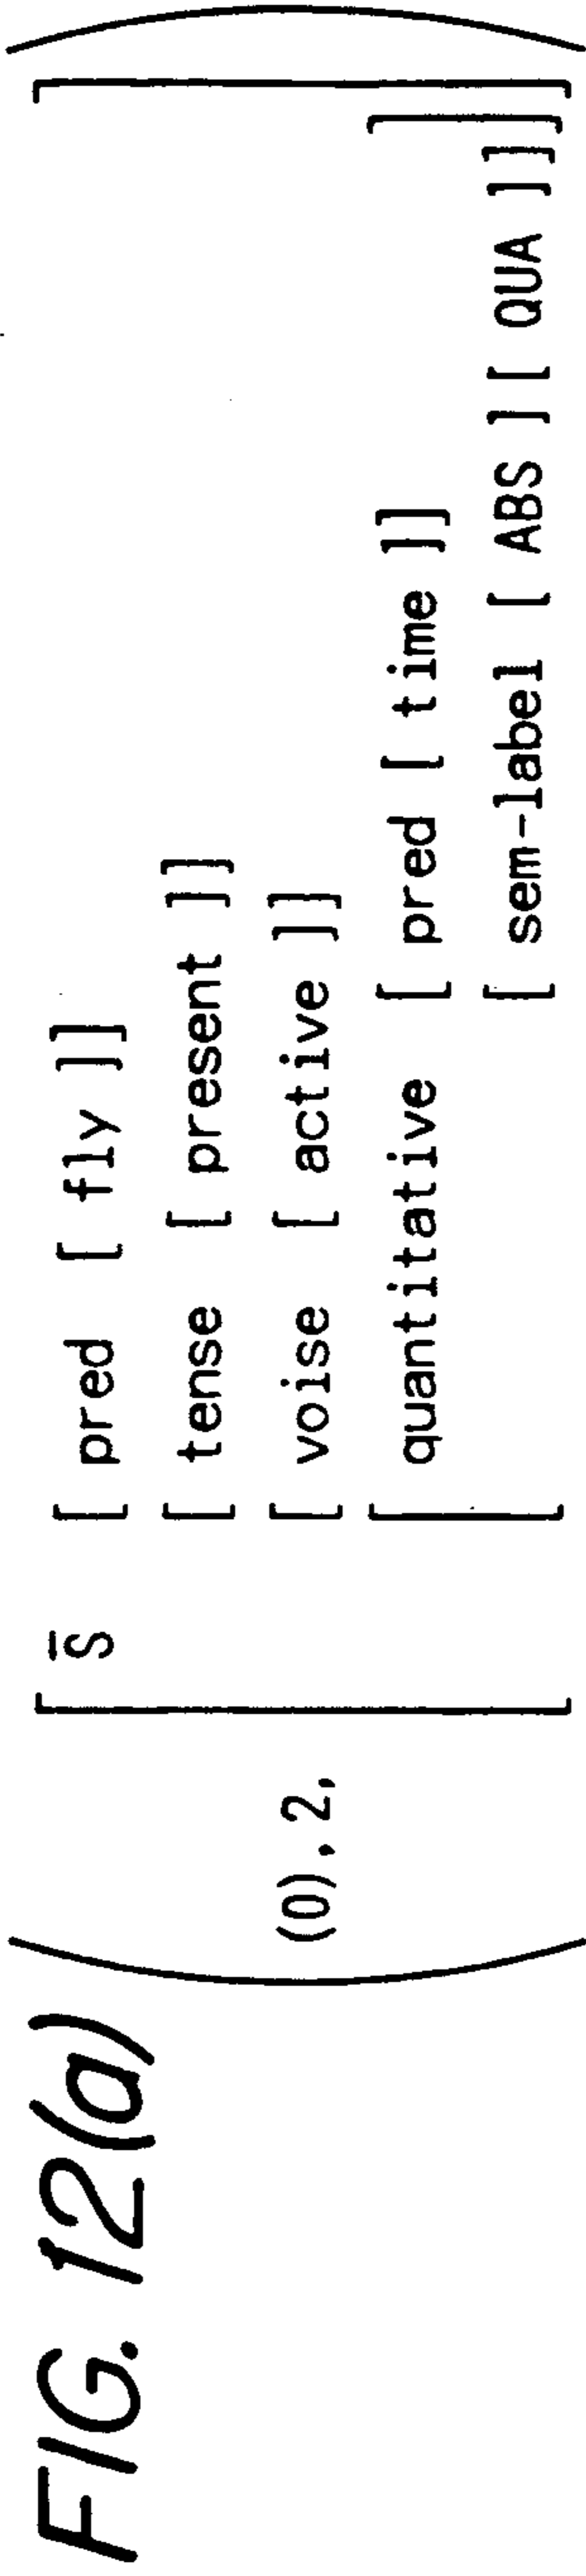 FIG. 12(a)
S̄ [ pred [ fly ]]
[ tense [ present ]]
(0), 2, [ voise [ active ]]
[ quantitative [ pred [ time ]]
[ sem-label [ ABS ] [ QUA ]]]